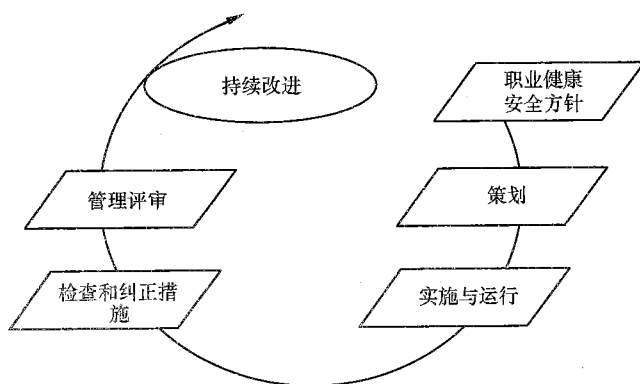 持续改进
职业健康
安全方针
管理评审
策划
检查和纠正措
施
实施与运行